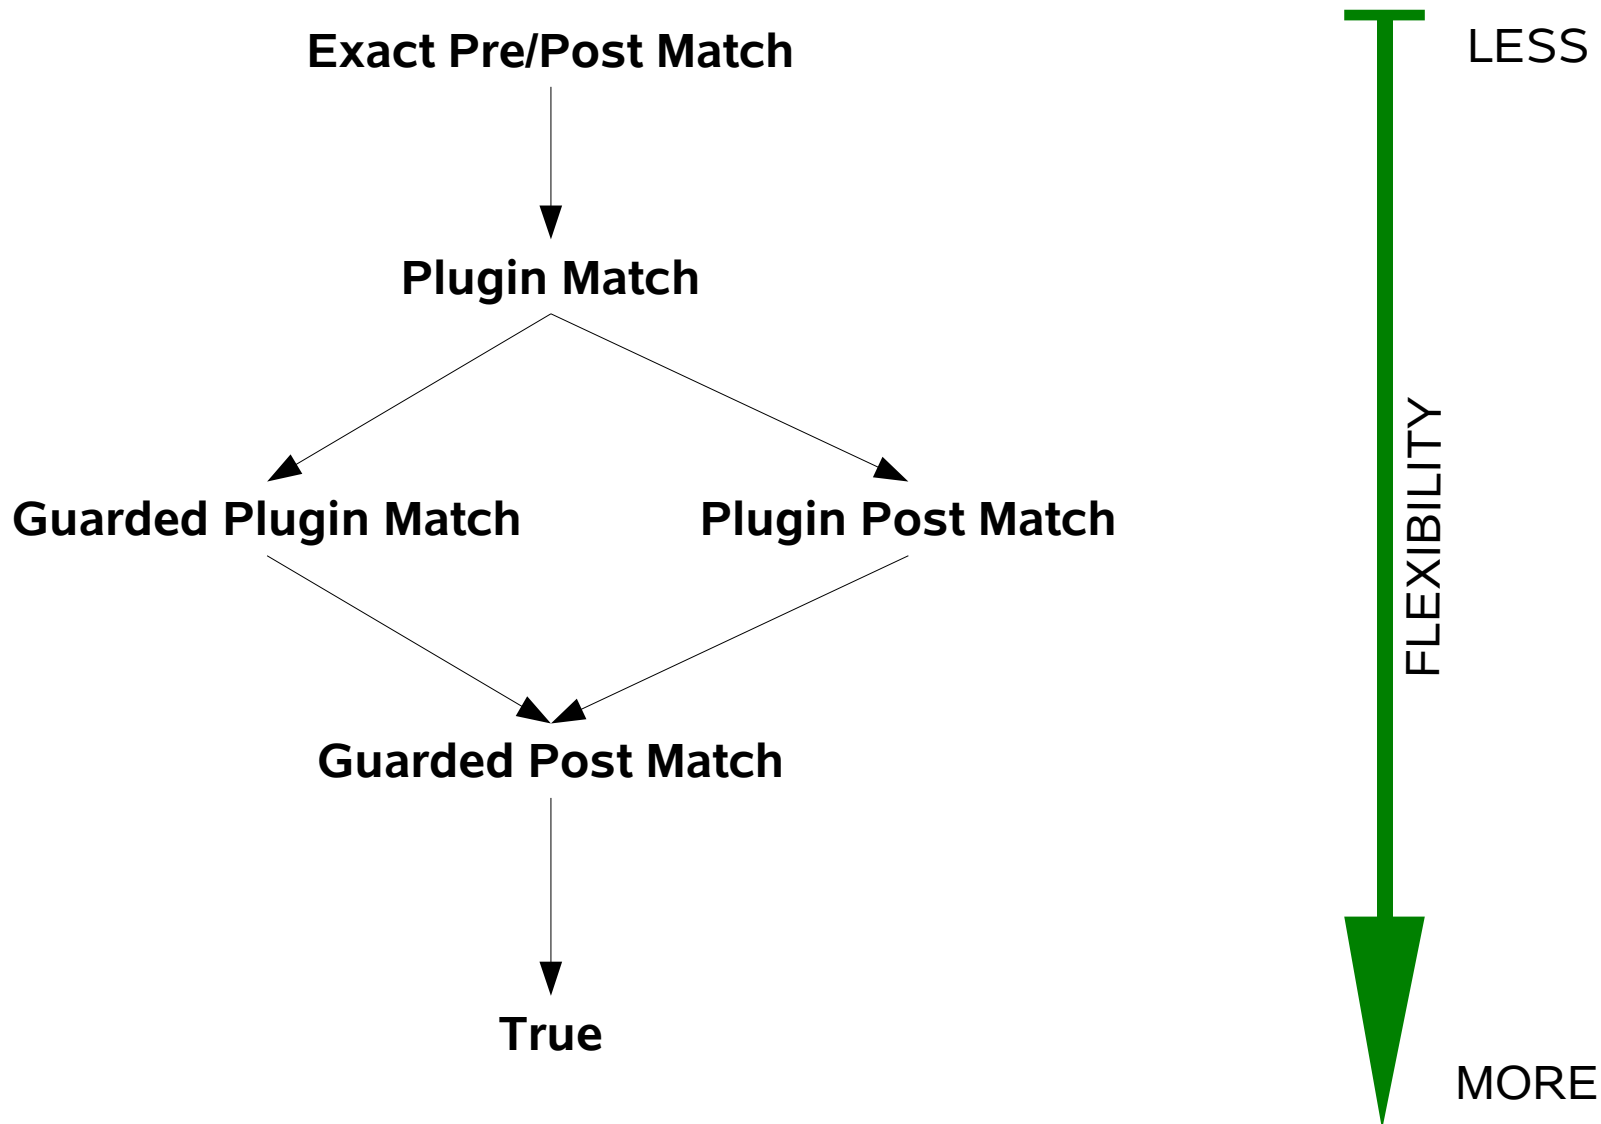 Exact Pre/Post Match
LESS
Plugin Match
FLEXIBILITY
Guarded Plugin Match
Plugin Post Match
Guarded Post Match
True
MORE